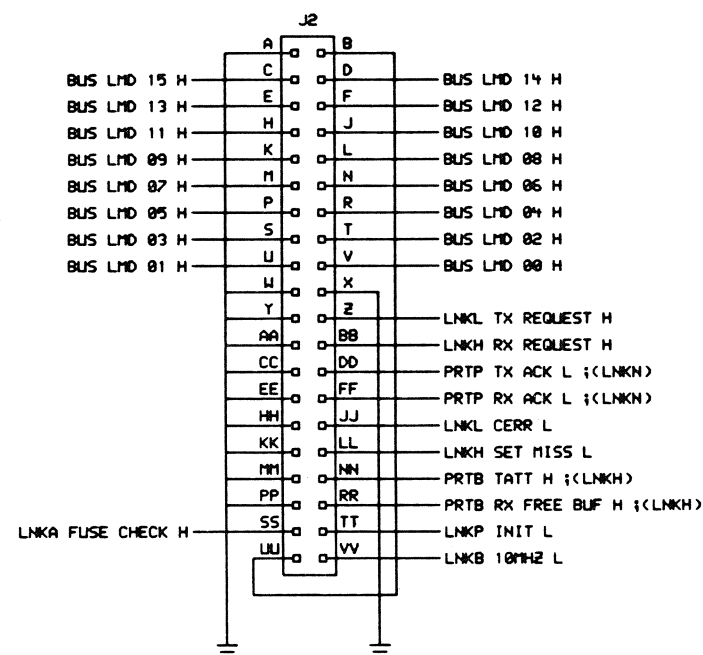 J2
A B
BUS LMD 15 H C D BUS LMD 14 H
BUS LMD 13 H E F BUS LMD 12 H
BUS LMD 11 H H J BUS LMD 10 H
BUS LMD 09 H K L BUS LMD 08 H
BUS LMD 07 H M N BUS LMD 06 H
BUS LMD 05 H P R BUS LMD 04 H
BUS LMD 03 H S T BUS LMD 02 H
BUS LMD 01 H U V BUS LMD 00 H
W X
Y Z LNKL TX REQUEST H
AA BB LNKH RX REQUEST H
CC DD PRTP TX ACK L ;(LNKN)
EE FF PRTP RX ACK L ;(LNKN)
HH JJ LNKL CERR L
KK LL LNKH SET MISS L
MM NN PRTB TATT H ;(LNKH)
PP RR PRTB RX FREE BUF H ;(LNKH)
LNKA FUSE CHECK H SS TT LNKP INIT L
UU VV LNKB 10MHZ L